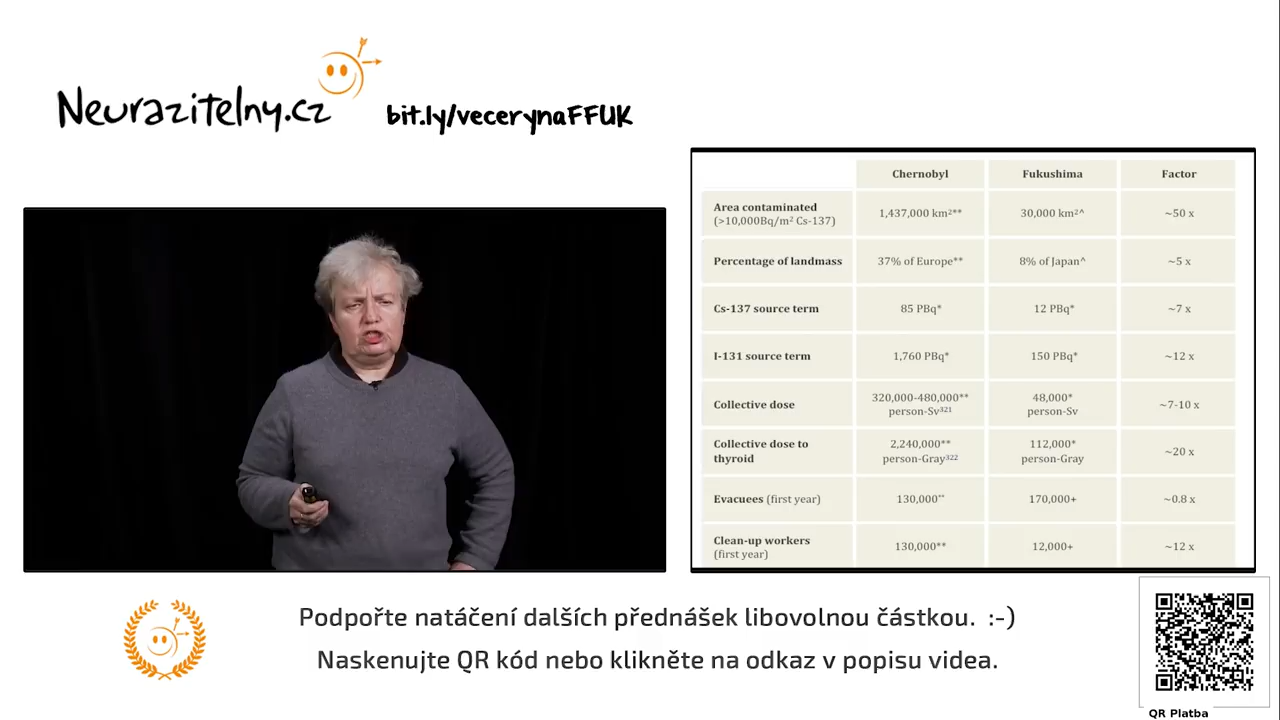 Neurazitelny.cz
bit.ly/vecerynaFFUK
Chernobyl Fukushima Factor
Area contaminated
(>10,000Bq/m² Cs-137) 1,437,000 km²** 30,000 km²^ ~50 x
Percentage of landmass 37% of Europe** 8% of Japan^ ~5 x
Cs-137 source term 85 PBq* 12 PBq* ~7 x
I-131 source term 1,760 PBq* 150 PBq* ~12 x
Collective dose 320,000-480,000** 48,000* ~7-10 x
person-Sv³²¹ person-Sv
Collective dose to 2,240,000** 112,000* ~20 x
thyroid person-Gray³²² person-Gray
Evacuees (first year) 130,000** 170,000+ ~0.8 x
Clean-up workers 130,000** 12,000+ ~12 x
(first year)
Podpořte natáčení dalších přednášek libovolnou částkou. :-)
Naskenujte QR kód nebo klikněte na odkaz v popisu videa.
QR Platba